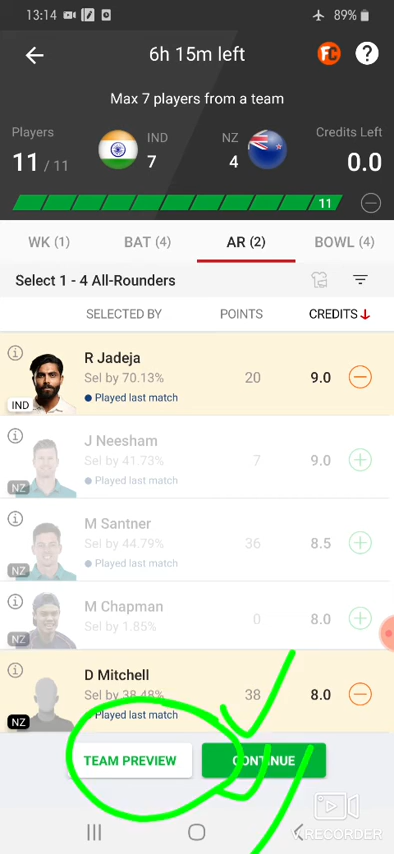 13:14 89%
6h 15m left FC ?
Max 7 players from a team
Players IND NZ Credits Left
11 / 11 7 4 0.0
11
WK (1) BAT (4) AR (2) BOWL (4)
Select 1 - 4 All-Rounders
SELECTED BY POINTS CREDITS
R Jadeja
Sel by 70.13% 20 9.0
Played last match
IND
J Neesham
Sel by 41.73% 7 9.0
Played last match
NZ
M Santner
Sel by 44.79% 36 8.5
Played last match
NZ
M Chapman
Sel by 1.85% 0 8.0
NZ
D Mitchell
Sel by 38.48% 38 8.0
Played last match
NZ
TEAM PREVIEW CONTINUE
V RECORDER